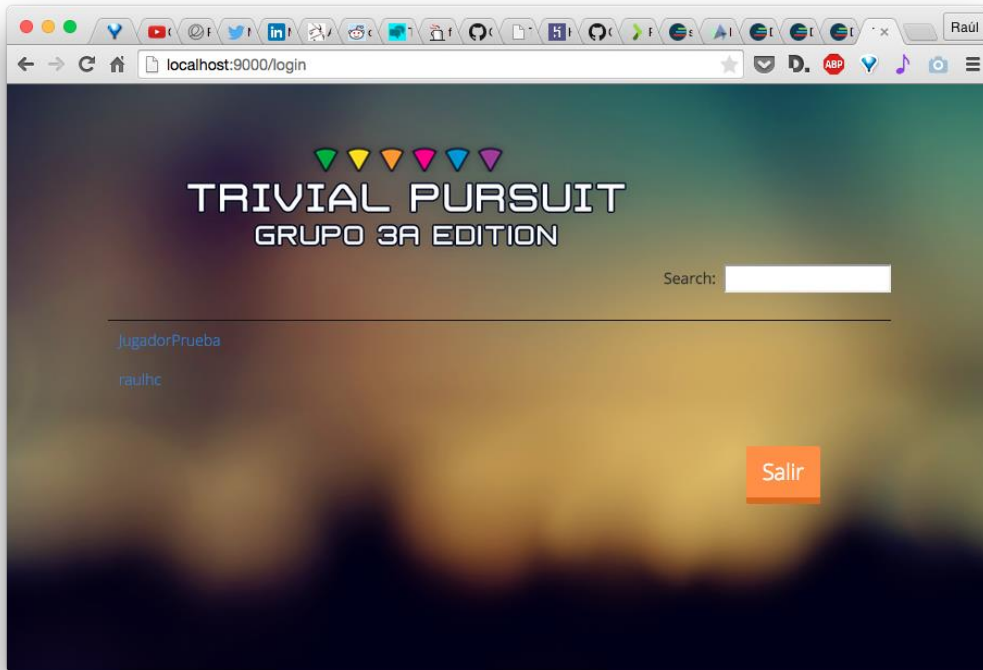 Raúl
localhost:9000/login
TRIVIAL PURSUIT
GRUPO 3A EDITION
Search:
JugadorPrueba
raulhc
Salir